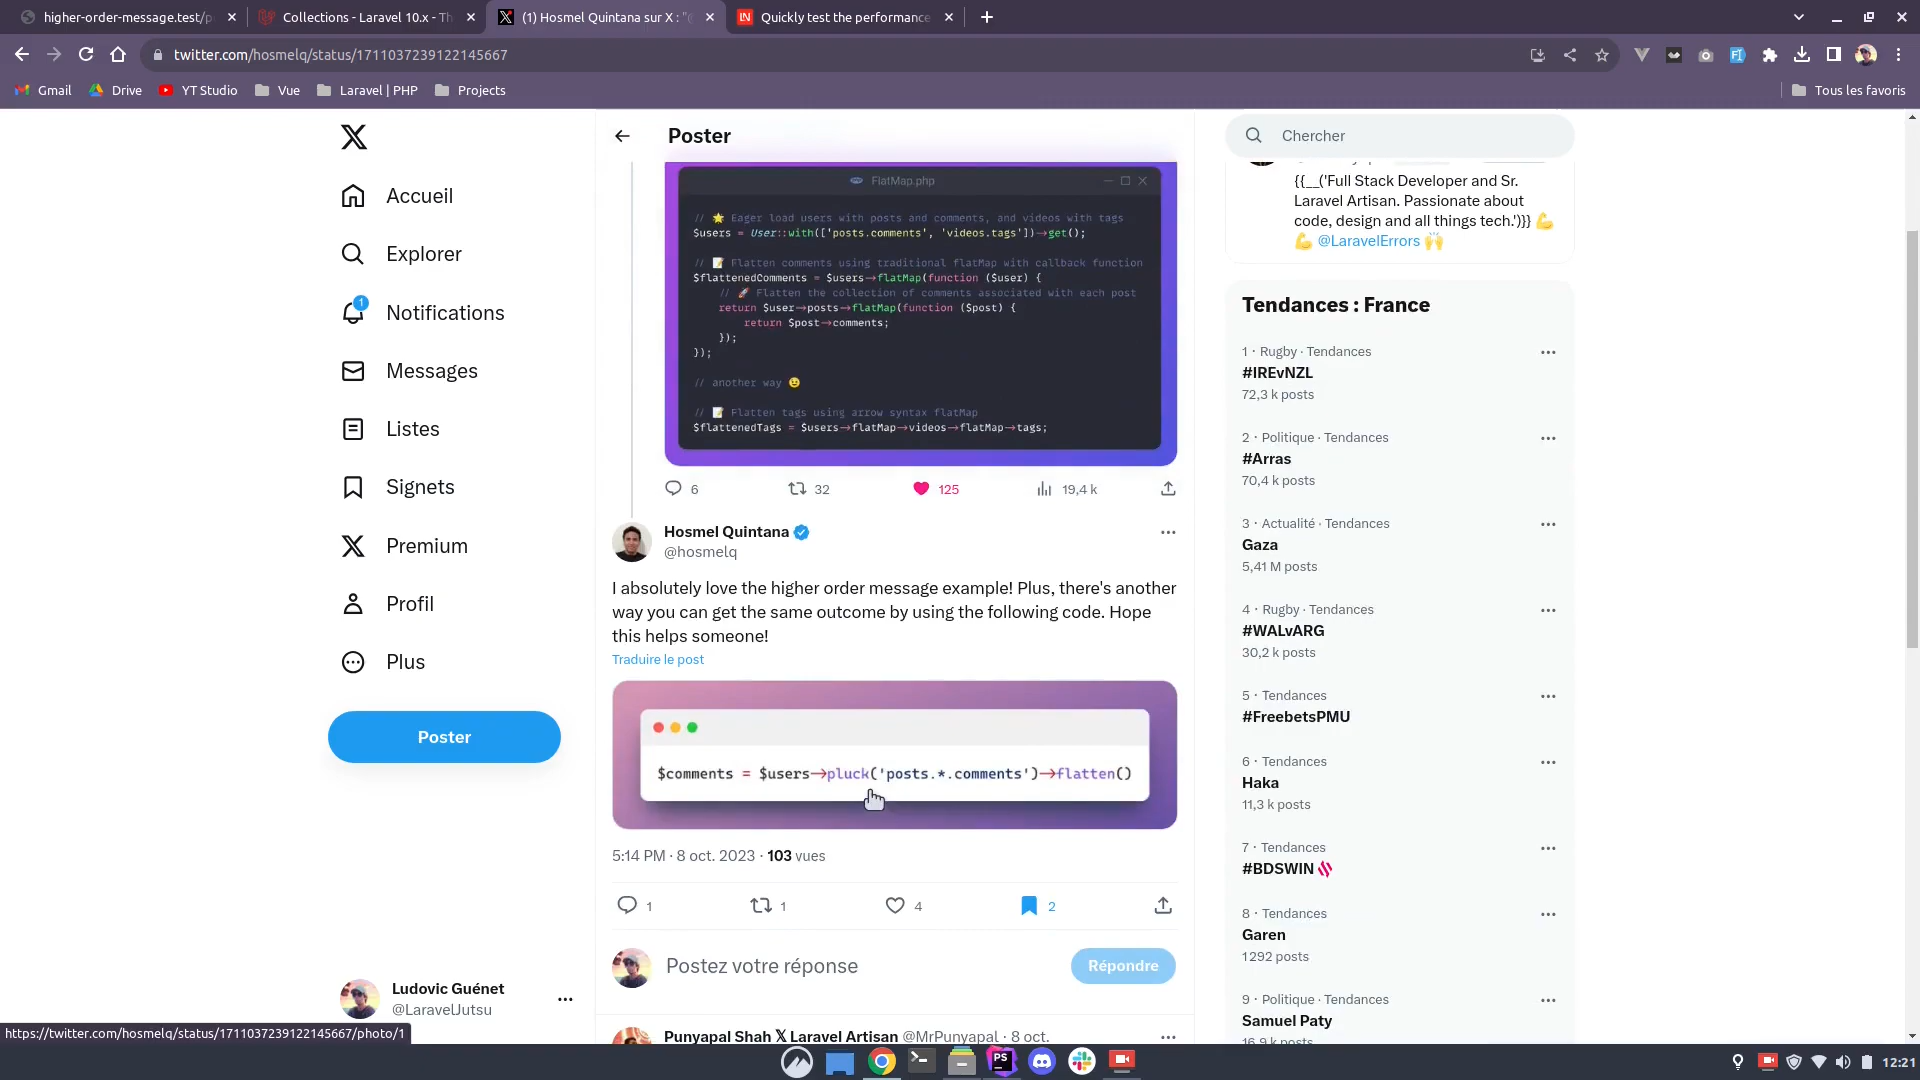 higher-order-message.test/p
Collections - Laravel 10.x - Th
(1) Hosmel Quintana sur X : "@
Quickly test the performance
twitter.com/hosmelq/status/1711037239122145667
Gmail
Drive
YT Studio
Vue
Laravel | PHP
Projects
Tous les favoris
Accueil
Explorer
1
Notifications
Messages
Listes
Signets
Premium
Profil
Plus
Poster
Ludovic Guénet
@LaravelJutsu
https://twitter.com/hosmelq/status/1711037239122145667/photo/1
Poster
FlatMap.php
// 🌟 Eager load users with posts and comments, and videos with tags
$users = User::with(['posts.comments', 'videos.tags'])->get();
// 📝 Flatten comments using traditional flatMap with callback function
$flattenedComments = $users->flatMap(function ($user) {
// 🚀 Flatten the collection of comments associated with each post
return $user->posts->flatMap(function ($post) {
return $post->comments;
});
});
// another way 😉
// 📝 Flatten tags using arrow syntax flatMap
$flattenedTags = $users->flatMap->videos->flatMap->tags;
6
32
125
19,4 k
Hosmel Quintana
@hosmelq
I absolutely love the higher order message example! Plus, there's another
way you can get the same outcome by using the following code. Hope
this helps someone!
Traduire le post
$comments = $users->pluck('posts.*.comments')->flatten()
5:14 PM · 8 oct. 2023 · 103 vues
1
1
4
2
Postez votre réponse
Répondre
Punyapal Shah 𝕏 Laravel Artisan @MrPunyapal · 8 oct.
Chercher
{{__('Full Stack Developer and Sr.
Laravel Artisan. Passionate about
code, design and all things tech.')}} 💪
💪 @LaravelErrors 🙌
Tendances : France
1 · Rugby · Tendances
#IREvNZL
72,3 k posts
2 · Politique · Tendances
#Arras
70,4 k posts
3 · Actualité · Tendances
Gaza
5,41 M posts
4 · Rugby · Tendances
#WALvARG
30,2 k posts
5 · Tendances
#FreebetsPMU
6 · Tendances
Haka
11,3 k posts
7 · Tendances
#BDSWIN
8 · Tendances
Garen
1 292 posts
9 · Politique · Tendances
Samuel Paty
16,9 k posts
PS
12:21